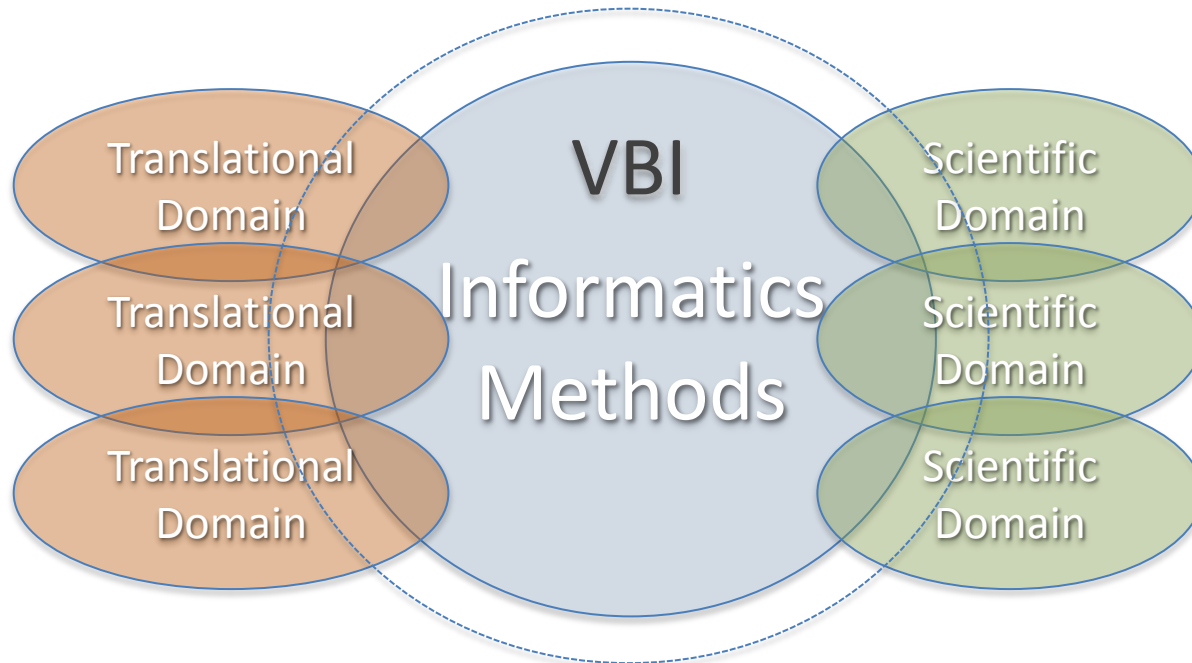 VBI
Informatics
Methods
Translational
Domain
Translational
Domain
Translational
Domain
Scientific
Domain
Scientific
Domain
Scientific
Domain